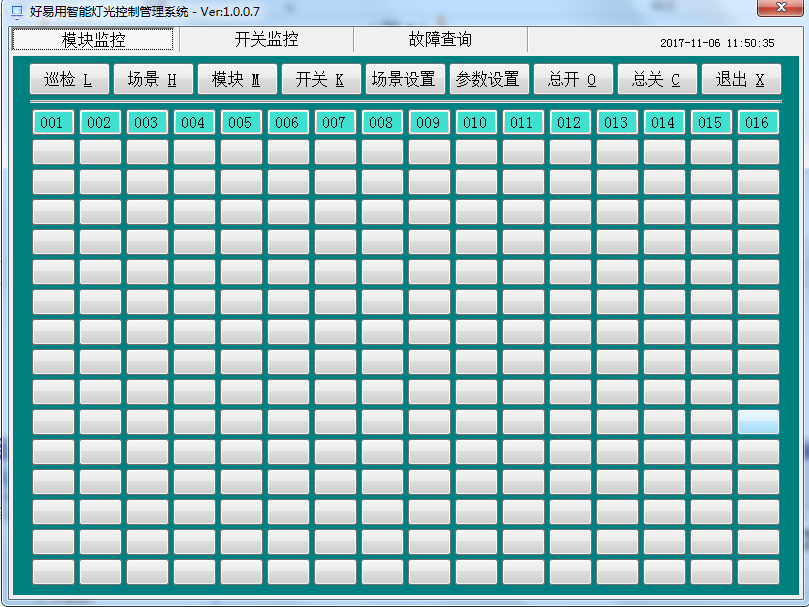 好易用智能灯光控制管理系统 - Ver:1.0.0.7
模块监控 开关监控 故障查询 2017-11-06 11:50:35
巡检 L 场景 H 模块 M 开关 K 场景设置 参数设置 总开 O 总关 C 退出 X
001 002 003 004 005 006 007 008 009 010 011 012 013 014 015 016